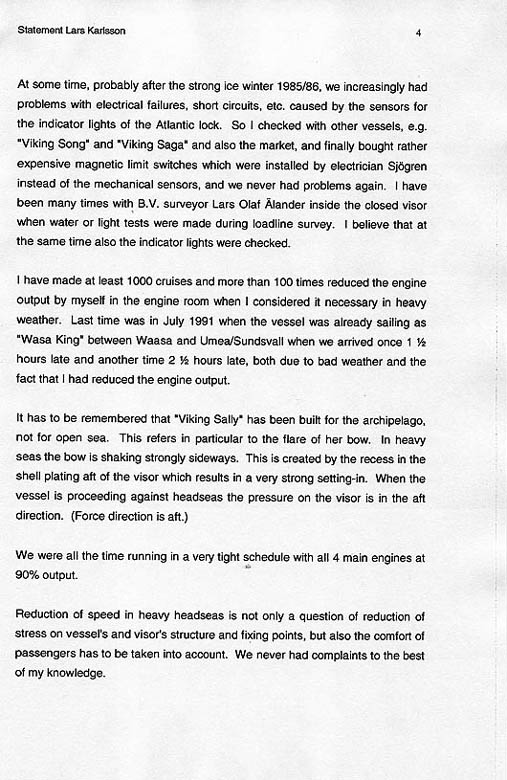 Statement Lars Karlsson 4
At some time, probably after the strong ice winter 1985/86, we increasingly had
problems with electrical failures, short circuits, etc. caused by the sensors for
the indicator lights of the Atlantic lock. So I checked with other vessels, e.g.
"Viking Song" and "Viking Saga" and also the market, and finally bought rather
expensive magnetic limit switches which were installed by electrician Sjögren
instead of the mechanical sensors, and we never had problems again. I have
been many times with B.V. surveyor Lars Olaf Älander inside the closed visor
when water or light tests were made during loadline survey. I believe that at
the same time also the indicator lights were checked.
I have made at least 1000 cruises and more than 100 times reduced the engine
output by myself in the engine room when I considered it necessary in heavy
weather. Last time was in July 1991 when the vessel was already sailing as
"Wasa King" between Waasa and Umea/Sundsvall when we arrived once 1 ½
hours late and another time 2 ½ hours late, both due to bad weather and the
fact that I had reduced the engine output.
It has to be remembered that "Viking Sally" has been built for the archipelago,
not for open sea. This refers in particular to the flare of her bow. In heavy
seas the bow is shaking strongly sideways. This is created by the recess in the
shell plating aft of the visor which results in a very strong setting-in. When the
vessel is proceeding against headseas the pressure on the visor is in the aft
direction. (Force direction is aft.)
We were all the time running in a very tight schedule with all 4 main engines at
90% output.
Reduction of speed in heavy headseas is not only a question of reduction of
stress on vessel's and visor's structure and fixing points, but also the comfort of
passengers has to be taken into account. We never had complaints to the best
of my knowledge.